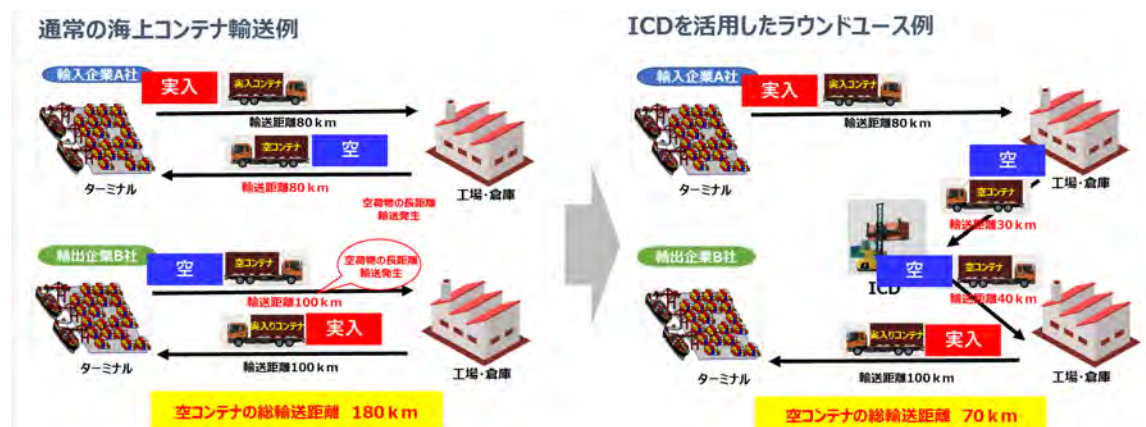 通常の海上コンテナ輸送例
輸入企業A社
実入
実入コンテナ
輸送距離80km
空コンテナ
空
輸送距離80km
ターミナル
工場・倉庫
空荷物の長距離
輸送発生
輸出企業B社
空
空コンテナ
空荷物の長距離
輸送発生
輸送距離100km
実入りコンテナ
実入
輸送距離100km
ターミナル
工場・倉庫
空コンテナの総輸送距離 180km
ICDを活用したラウンドユース例
輸入企業A社
実入
実入コンテナ
輸送距離80km
ターミナル
工場・倉庫
空
空コンテナ
輸送距離30km
輸出企業B社
空
空コンテナ
ICD
輸送距離40km
実入りコンテナ
実入
輸送距離100km
ターミナル
工場・倉庫
空コンテナの総輸送距離 70km